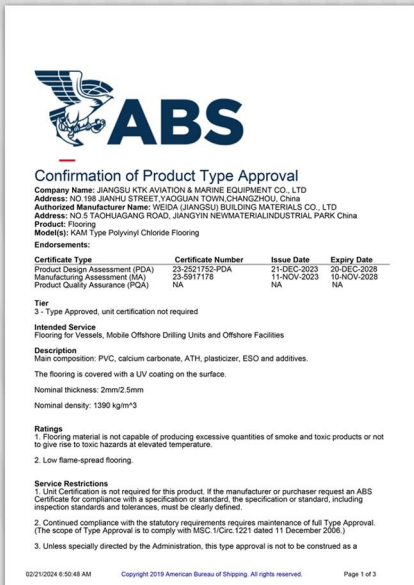 ABS
Confirmation of Product Type Approval
Company Name: JIANGSU KTK AVIATION & MARINE EQUIPMENT CO., LTD
Address: NO.198 JIANHU STREET,YAOGUAN TOWN,CHANGZHOU, China
Authorized Manufacturer Name: WEIDA (JIANGSU) BUILDING MATERIALS CO., LTD
Address: NO.5 TAOHUAGANG ROAD, JIANGYIN NEWMATERIALINDUSTRIAL PARK China
Product: Flooring
Model(s): KAM Type Polyvinyl Chloride Flooring
Endorsements:
Certificate Type Certificate Number Issue Date Expiry Date
Product Design Assessment (PDA) 23-2521752-PDA 21-DEC-2023 20-DEC-2028
Manufacturing Assessment (MA) 23-5917178 11-NOV-2023 10-NOV-2028
Product Quality Assurance (PQA) NA NA NA
Tier
3 - Type Approved, unit certification not required
Intended Service
Flooring for Vessels, Mobile Offshore Drilling Units and Offshore Facilities
Description
Main composition: PVC, calcium carbonate, ATH, plasticizer, ESO and additives.
The flooring is covered with a UV coating on the surface.
Nominal thickness: 2mm/2.5mm
Nominal density: 1390 kg/m^3
Ratings
1. Flooring material is not capable of producing excessive quantities of smoke and toxic products or not
to give rise to toxic hazards at elevated temperature.
2. Low flame-spread flooring.
Service Restrictions
1. Unit Certification is not required for this product. If the manufacturer or purchaser request an ABS
Certificate for compliance with a specification or standard, the specification or standard, including
inspection standards and tolerances, must be clearly defined.
2. Continued compliance with the statutory requirements requires maintenance of full Type Approval.
(The scope of Type Approval is to comply with MSC.1/Circ.1221 dated 11 December 2006.)
3. Unless specially directed by the Administration, this type approval is not to be construed as a
02/21/2024 6:50:48 AM Copyright 2019 American Bureau of Shipping. All rights reserved. Page 1 of 3